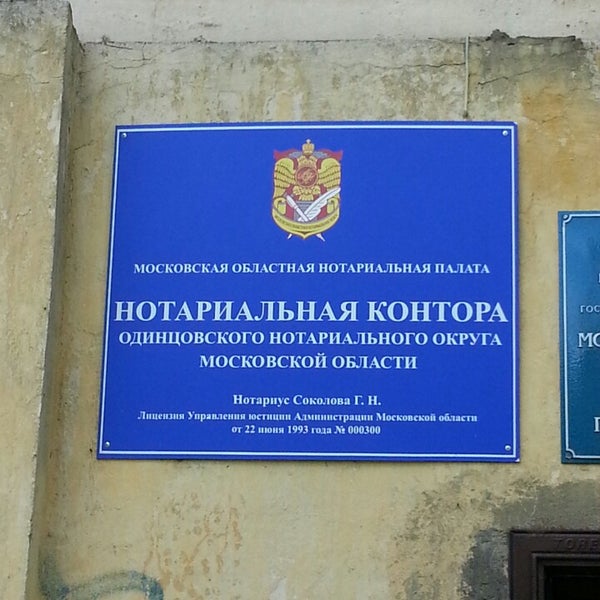 МОСКОВСКАЯ ОБЛАСТНАЯ НОТАРИАЛЬНАЯ ПАЛАТА
НОТАРИАЛЬНАЯ КОНТОРА
ОДИНЦОВСКОГО НОТАРИАЛЬНОГО ОКРУГА
МОСКОВСКОЙ ОБЛАСТИ
Нотариус Соколова Г. Н.
Лицензия Управления юстиции Администрации Московской области
от 22 июня 1993 года № 000300